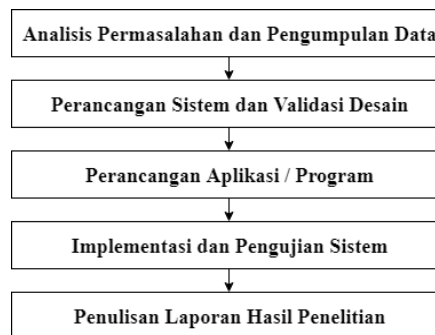 Analisis Permasalahan dan Pengumpulan Data
Perancangan Sistem dan Validasi Desain
Perancangan Aplikasi / Program
Implementasi dan Pengujian Sistem
Penulisan Laporan Hasil Penelitian